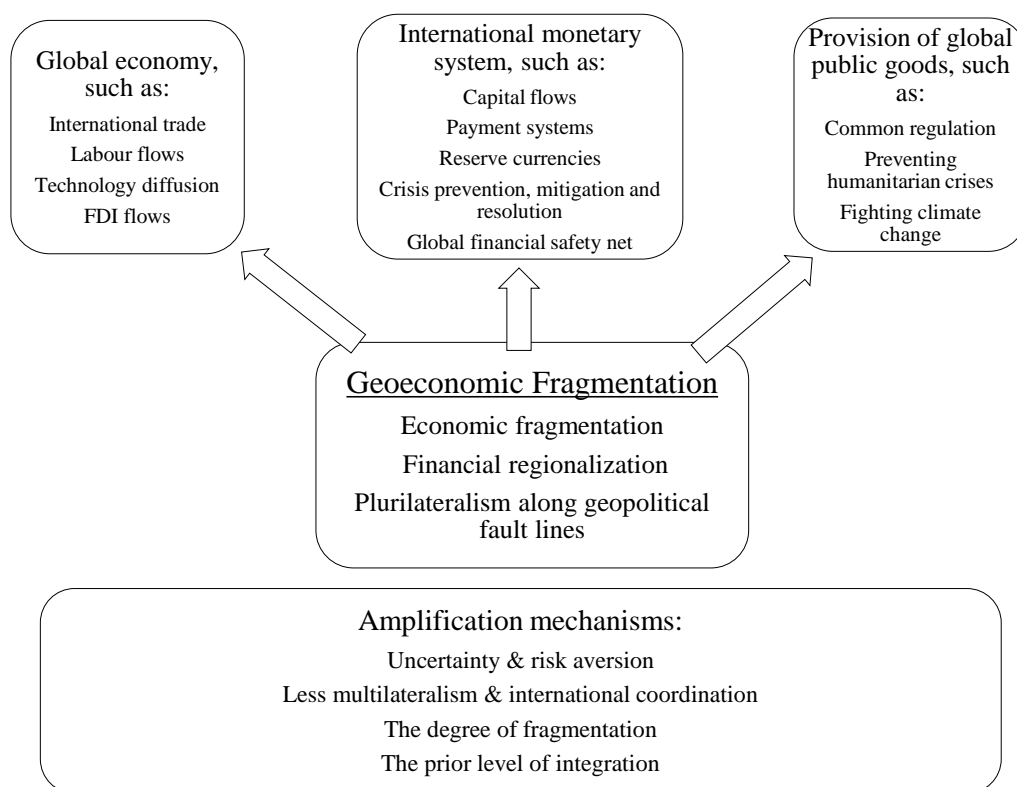 Global economy,
such as:
International trade
Labour flows
Technology diffusion
FDI flows
International monetary
system, such as:
Capital flows
Payment systems
Reserve currencies
Crisis prevention, mitigation and
resolution
Global financial safety net
Provision of global
public goods, such
as:
Common regulation
Preventing
humanitarian crises
Fighting climate
change
Geoeconomic Fragmentation
Economic fragmentation
Financial regionalization
Plurilateralism along geopolitical
fault lines
Amplification mechanisms:
Uncertainty & risk aversion
Less multilateralism & international coordination
The degree of fragmentation
The prior level of integration